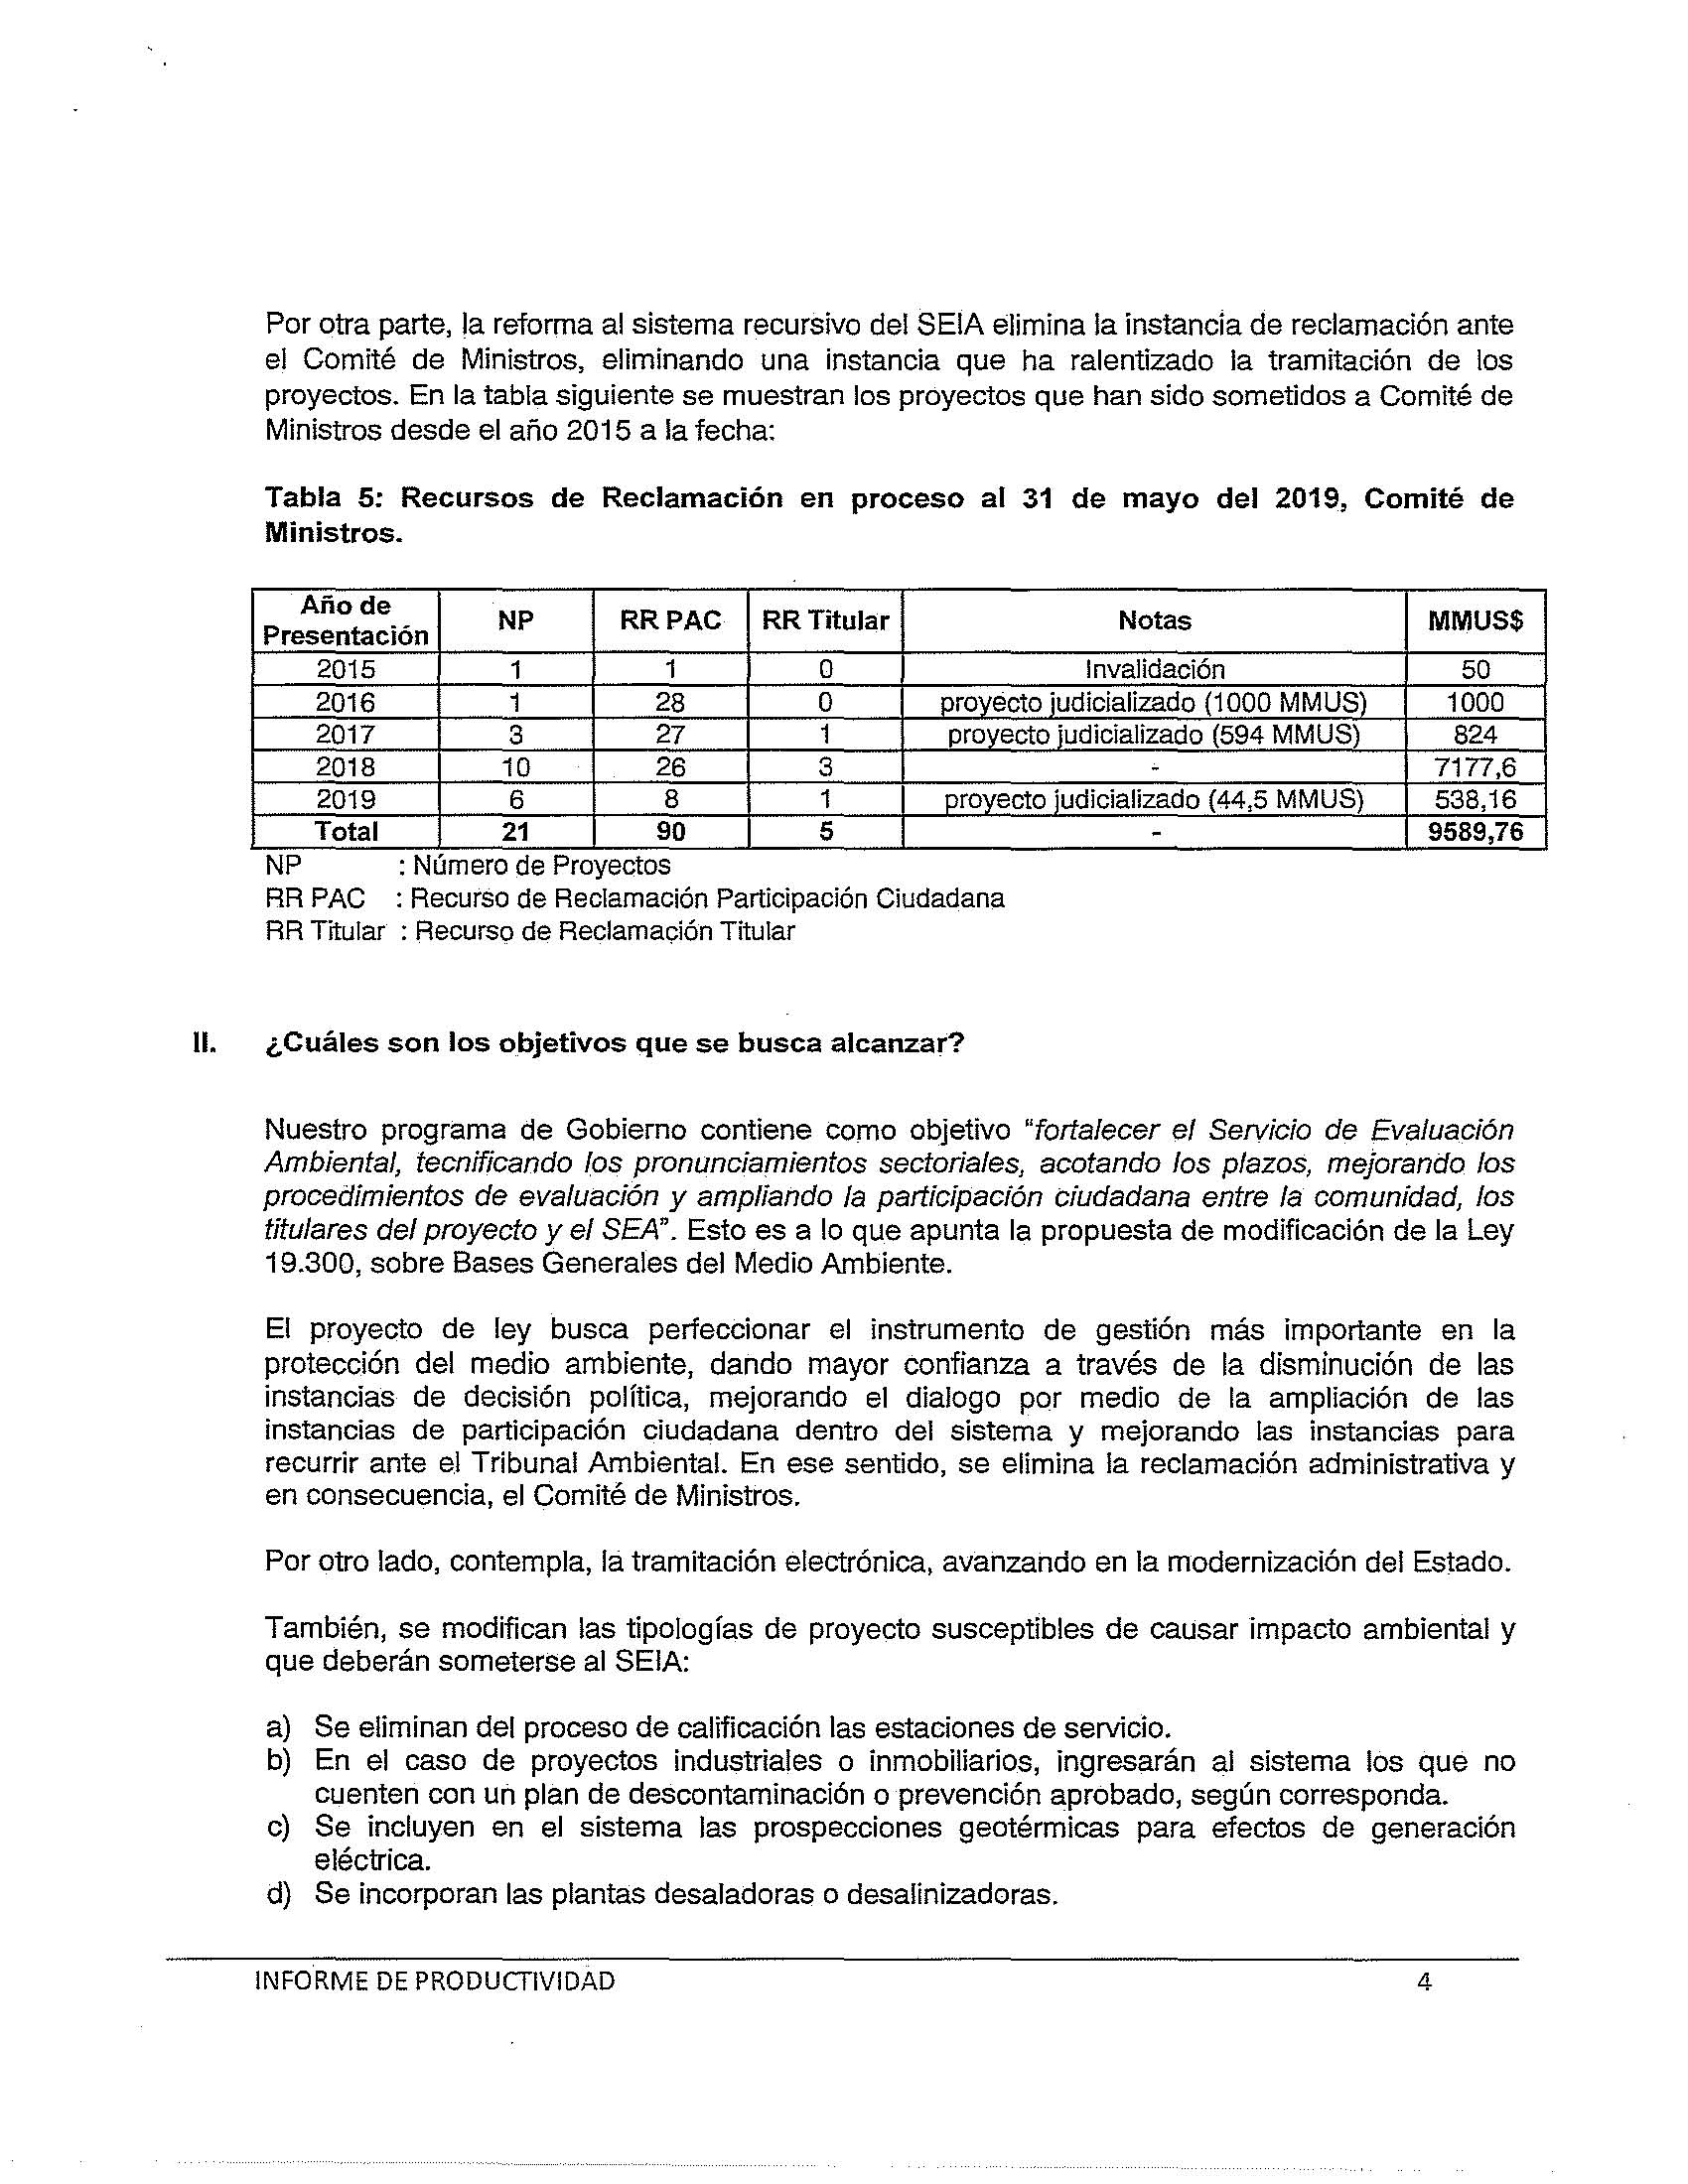 Por otra parte, la reforma al sistema recursivo del SEIA elimina la instancia de reclamación ante
el Comité de Ministros, eliminando una instancia que ha ralentizado la tramitación de los
proyectos. En la tabla siguiente se muestran los proyectos que han sido sometidos a Comité de
Ministros desde el año 2015 a la fecha:
Tabla 5: Recursos de Reclamación en proceso al 31 de mayo del 2019, Comité de
Ministros.
Año de Presentación NP RR PAC RR Titular Notas MMUS$
2015 1 1 0 Invalidación 50
2016 1 28 0 proyecto judicializado (1000 MMUS) 1000
2017 3 27 1 proyecto judicializado (594 MMUS) 824
2018 10 26 3 - 7177,6
2019 6 8 1 proyecto judicializado (44,5 MMUS) 538,16
Total 21 90 5 - 9589,76
NP : Número de Proyectos
RR PAC : Recurso de Reclamación Participación Ciudadana
RR Titular : Recurso de Reclamación Titular
II. ¿Cuáles son los objetivos que se busca alcanzar?
Nuestro programa de Gobierno contiene como objetivo "fortalecer el Servicio de Evaluación
Ambiental, tecnificando los pronunciamientos sectoriales, acotando los plazos, mejorando los
procedimientos de evaluación y ampliando la participación ciudadana entre la comunidad, los
titulares del proyecto y el SEA". Esto es a lo que apunta la propuesta de modificación de la Ley
19.300, sobre Bases Generales del Medio Ambiente.
El proyecto de ley busca perfeccionar el instrumento de gestión más importante en la
protección del medio ambiente, dando mayor confianza a través de la disminución de las
instancias de decisión política, mejorando el dialogo por medio de la ampliación de las
instancias de participación ciudadana dentro del sistema y mejorando las instancias para
recurrir ante el Tribunal Ambiental. En ese sentido, se elimina la reclamación administrativa y
en consecuencia, el Comité de Ministros.
Por otro lado, contempla, la tramitación electrónica, avanzando en la modernización del Estado.
También, se modifican las tipologías de proyecto susceptibles de causar impacto ambiental y
que deberán someterse al SEIA:
a) Se eliminan del proceso de calificación las estaciones de servicio.
b) En el caso de proyectos industriales o inmobiliarios, ingresarán al sistema los que no
cuenten con un plan de descontaminación o prevención aprobado, según corresponda.
c) Se incluyen en el sistema las prospecciones geotérmicas para efectos de generación
eléctrica.
d) Se incorporan las plantas desaladoras o desalinizadoras.
INFORME DE PRODUCTIVIDAD 4